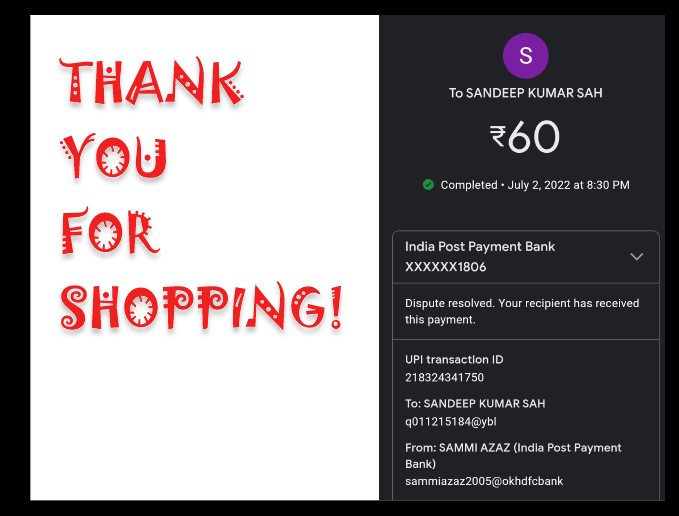 THANK
YOU
FOR
SHOPPING!
S
To SANDEEP KUMAR SAH
₹60
Completed • July 2, 2022 at 8:30 PM
India Post Payment Bank
XXXXXX1806
Dispute resolved. Your recipient has received
this payment.
UPI transaction ID
218324341750
To: SANDEEP KUMAR SAH
q011215184@ybl
From: SAMMI AZAZ (India Post Payment
Bank)
sammiazaz2005@okhdfcbank